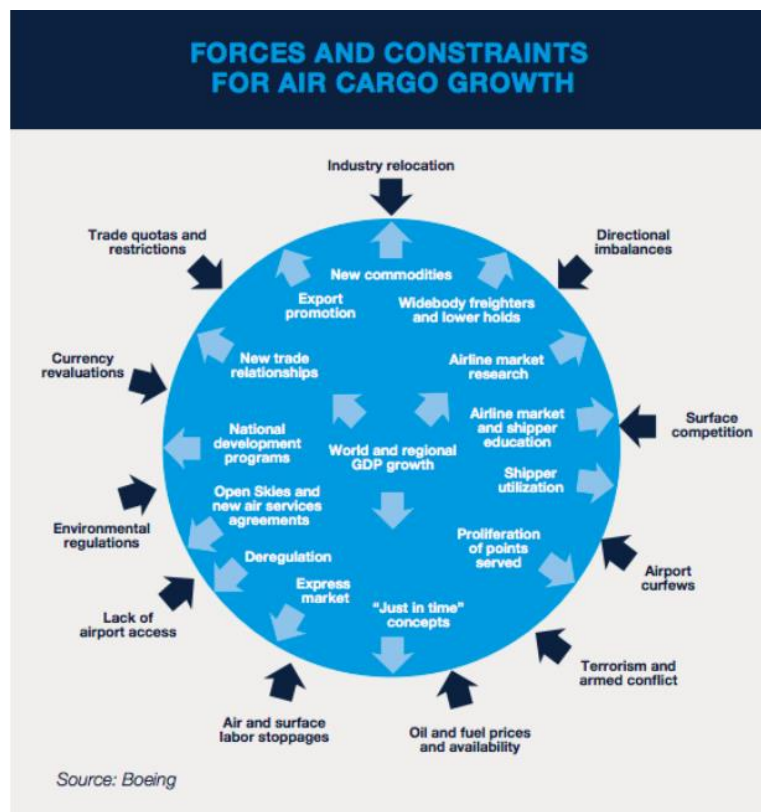 FORCES AND CONSTRAINTS
FOR AIR CARGO GROWTH
Industry relocation
Trade quotas and
restrictions
Directional
imbalances
New commodities
Export
promotion
Widebody freighters
and lower holds
Currency
revaluations
New trade
relationships
Airline market
research
National
development
programs
World and regional
GDP growth
Airline market
and shipper
education
Surface
competition
Open Skies and
new air services
agreements
Shipper
utilization
Environmental
regulations
Deregulation
Proliferation
of points
served
Express
market
"Just in time"
concepts
Airport
curfews
Lack of
airport access
Terrorism and
armed conflict
Air and surface
labor stoppages
Oil and fuel prices
and availability
Source: Boeing